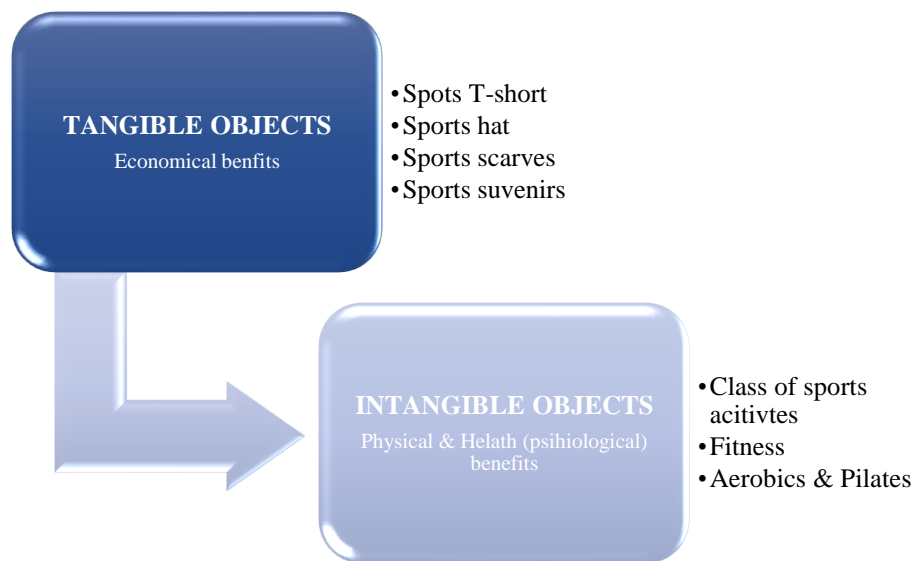 TANGIBLE OBJECTS
Economical benfits
•Spots T-short
•Sports hat
•Sports scarves
•Sports suvenirs
INTANGIBLE OBJECTS
Physical & Helath (psihiological)
benefits
•Class of sports
acitivtes
•Fitness
•Aerobics & Pilates